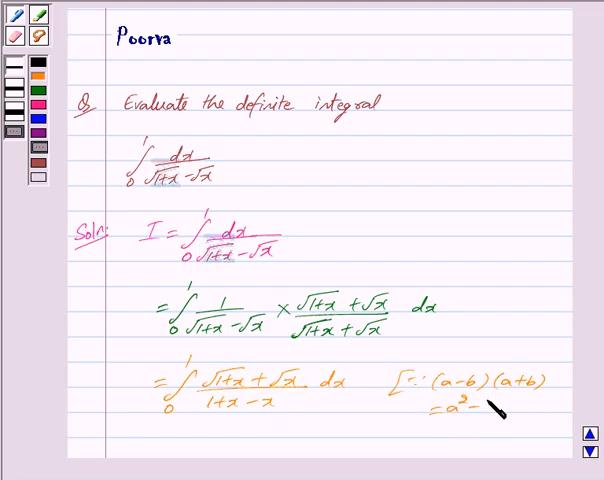 Poorva
Q Evaluate the definite integral
∫₀¹ dx/(√(1+x) - √x)
Soln: I = ∫₀¹ dx/(√(1+x) - √x)
= ∫₀¹ 1/(√(1+x) - √x) × (√(1+x) + √x)/(√(1+x) + √x) dx
= ∫₀¹ (√(1+x) + √x)/(1+x-x) dx [∵ (a-b)(a+b)
= a² -